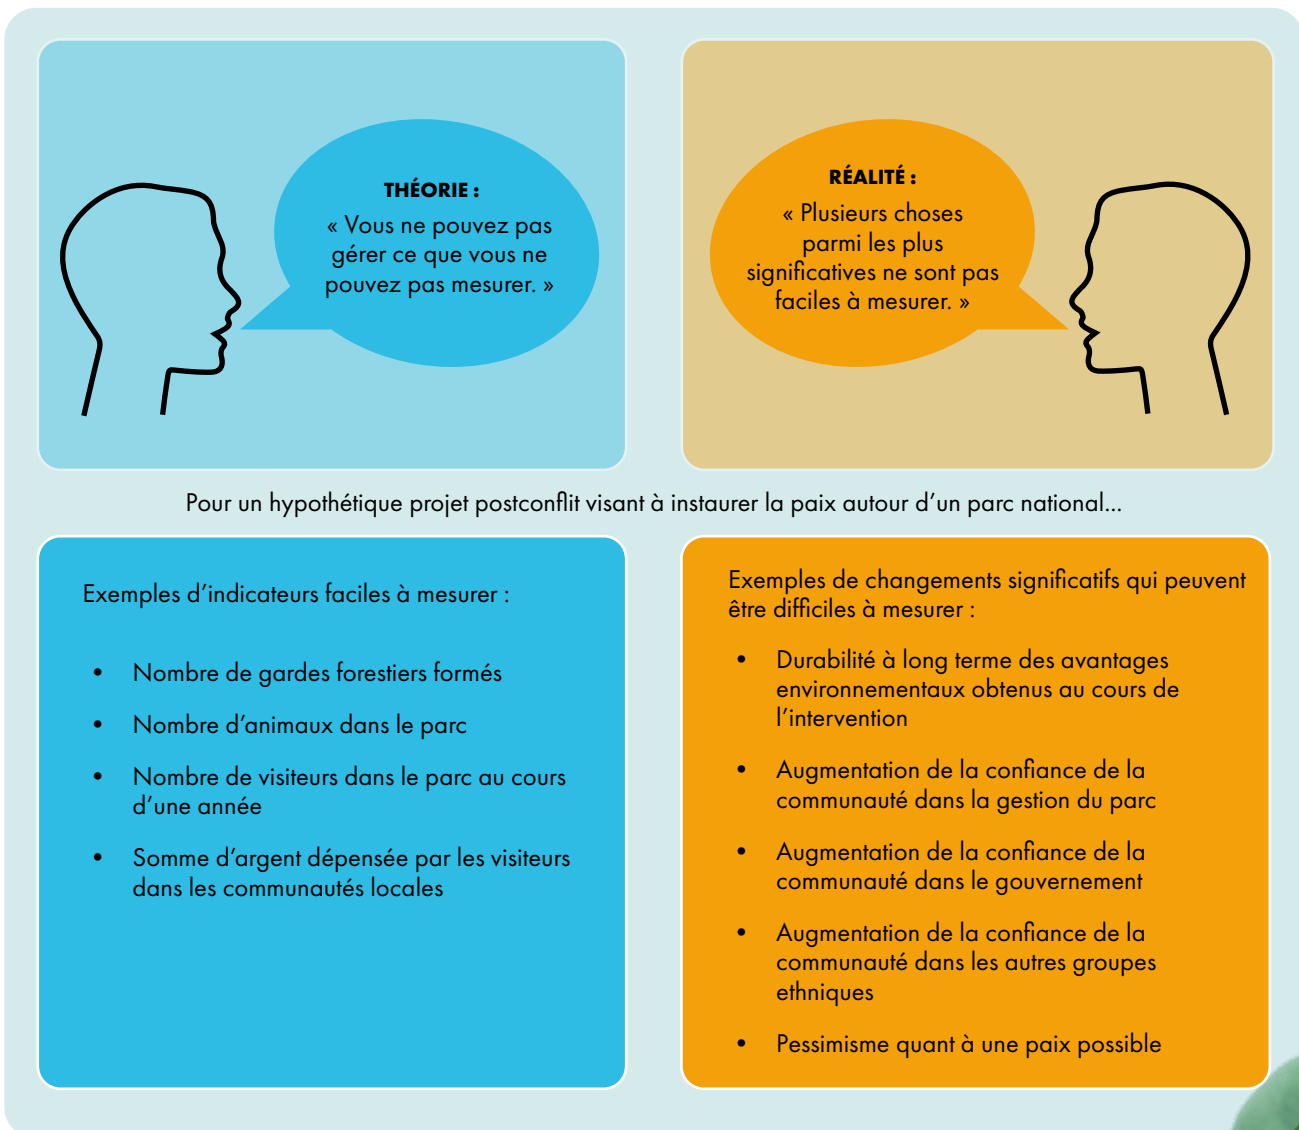 THÉORIE :
« Vous ne pouvez pas
gérer ce que vous ne
pouvez pas mesurer. »
RÉALITÉ :
« Plusieurs choses
parmi les plus
significatives ne sont pas
faciles à mesurer. »
Pour un hypothétique projet postconflit visant à instaurer la paix autour d’un parc national...
Exemples d’indicateurs faciles à mesurer :
• Nombre de gardes forestiers formés
• Nombre d’animaux dans le parc
• Nombre de visiteurs dans le parc au cours
d’une année
• Somme d’argent dépensée par les visiteurs
dans les communautés locales
Exemples de changements significatifs qui peuvent
être difficiles à mesurer :
• Durabilité à long terme des avantages
environnementaux obtenus au cours de
l’intervention
• Augmentation de la confiance de la
communauté dans la gestion du parc
• Augmentation de la confiance de la
communauté dans le gouvernement
• Augmentation de la confiance de la
communauté dans les autres groupes
ethniques
• Pessimisme quant à une paix possible